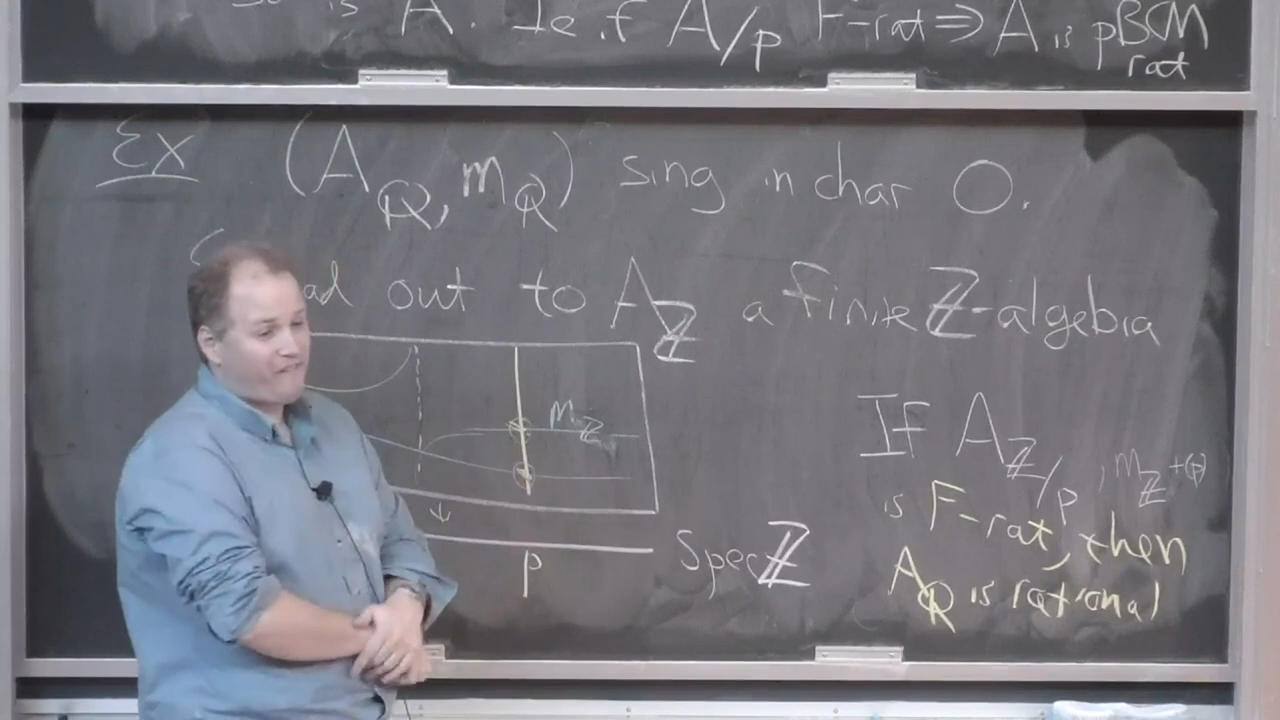 is A. Ie if A/p F-rat ⇒ A is pBCM
rat
Ex (A_ℚ, m_ℚ) sing in char 0.
ad out to A_ℤ a finite ℤ-algebra
m_ℤ
Spec ℤ
p
IF A_ℤ/p, m_ℤ+(p)
is F-rat, then
A_ℚ is rational